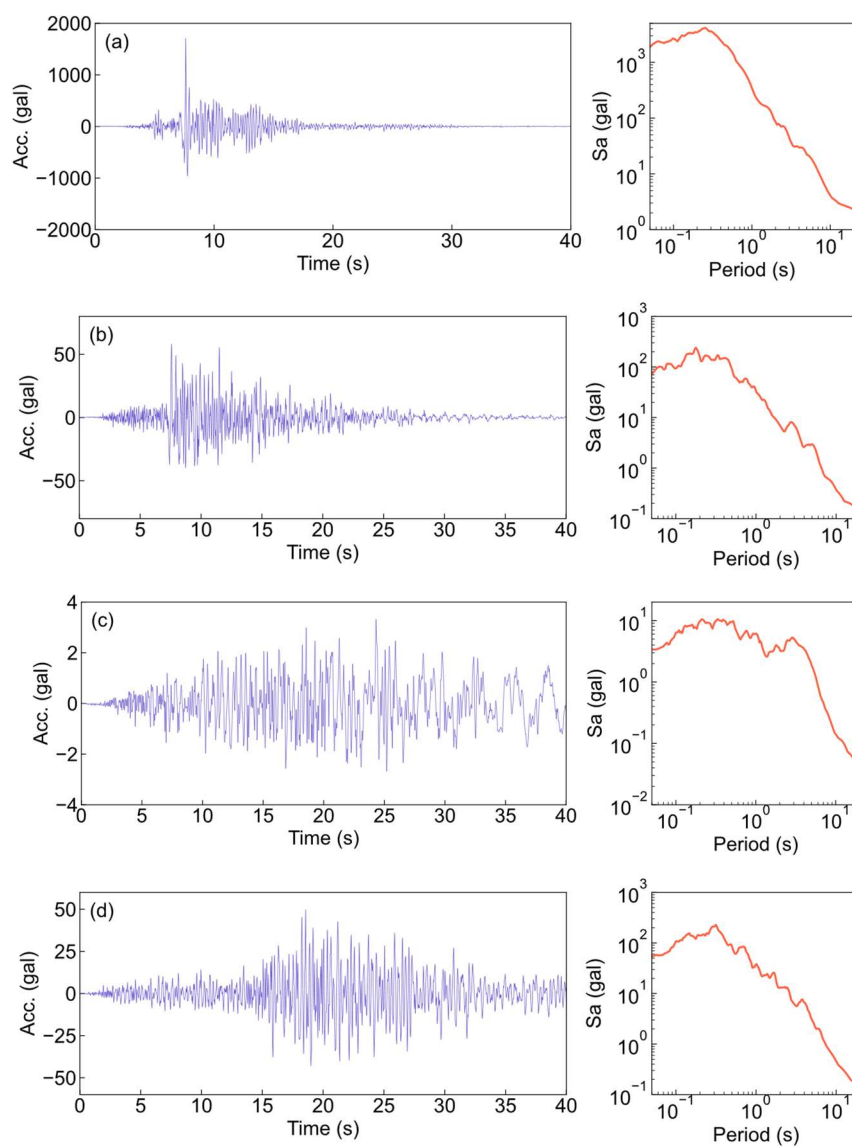 (a)
Acc. (gal)
2000
1000
0
−1000
−2000
0 10 20 30 40
Time (s)
Sa (gal)
10^3
10^2
10^1
10^0
10^−1 10^0 10^1
Period (s)
(b)
Acc. (gal)
50
0
−50
0 5 10 15 20 25 30 35 40
Time (s)
Sa (gal)
10^3
10^2
10^1
10^0
10^−1
10^−1 10^0 10^1
Period (s)
(c)
Acc. (gal)
4
2
0
−2
−4
0 5 10 15 20 25 30 35 40
Time (s)
Sa (gal)
10^1
10^0
10^−1
10^−2
10^−1 10^0 10^1
Period (s)
(d)
Acc. (gal)
50
25
0
−25
−50
0 5 10 15 20 25 30 35 40
Time (s)
Sa (gal)
10^3
10^2
10^1
10^0
10^−1
10^−1 10^0 10^1
Period (s)